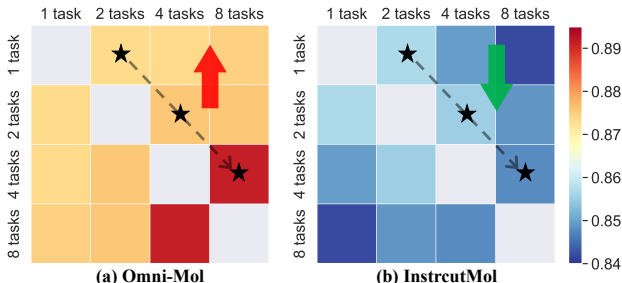 1 task 2 tasks 4 tasks 8 tasks
1 task 2 tasks 4 tasks 8 tasks
1 task
2 tasks
4 tasks
8 tasks
1 task
2 tasks
4 tasks
8 tasks
0.89
0.88
0.87
0.86
0.85
0.84
(a) Omni-Mol
(b) InstrcutMol